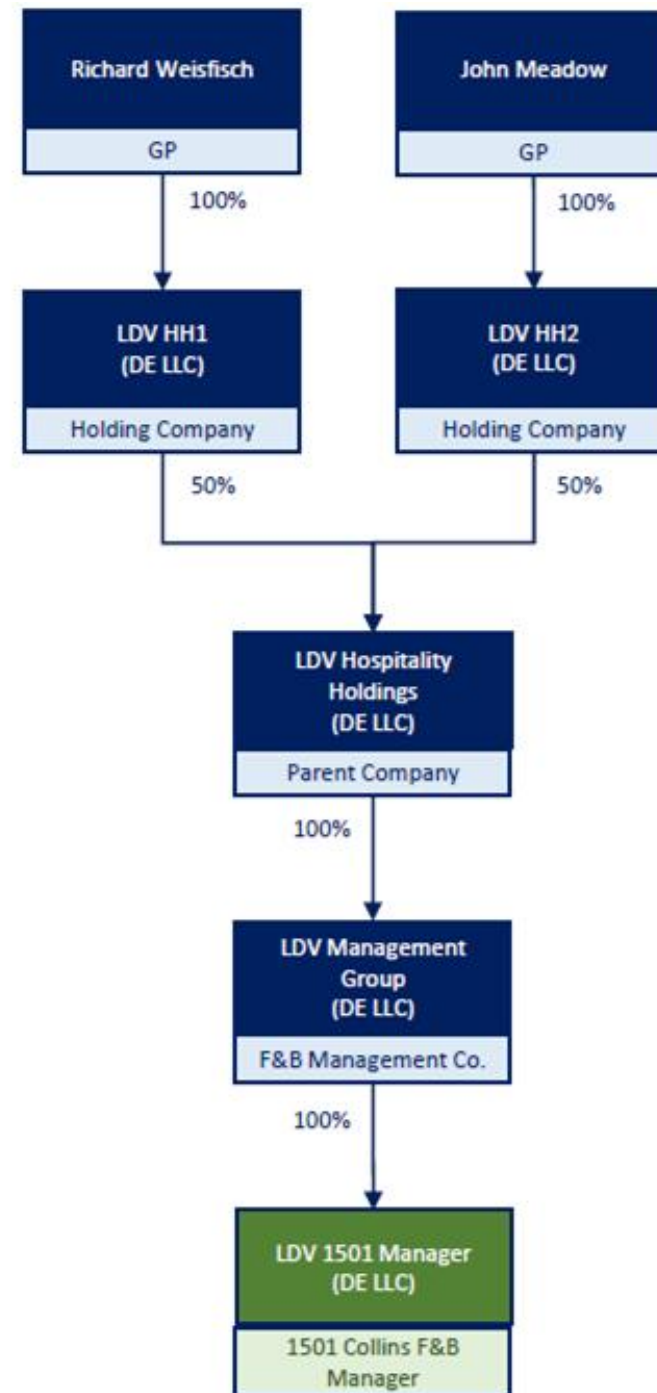 Richard Weisfisch
GP
John Meadow
GP
100%
100%
LDV HH1
(DE LLC)
Holding Company
LDV HH2
(DE LLC)
Holding Company
50%
50%
LDV Hospitality
Holdings
(DE LLC)
Parent Company
100%
LDV Management
Group
(DE LLC)
F&B Management Co.
100%
LDV 1501 Manager
(DE LLC)
1501 Collins F&B
Manager